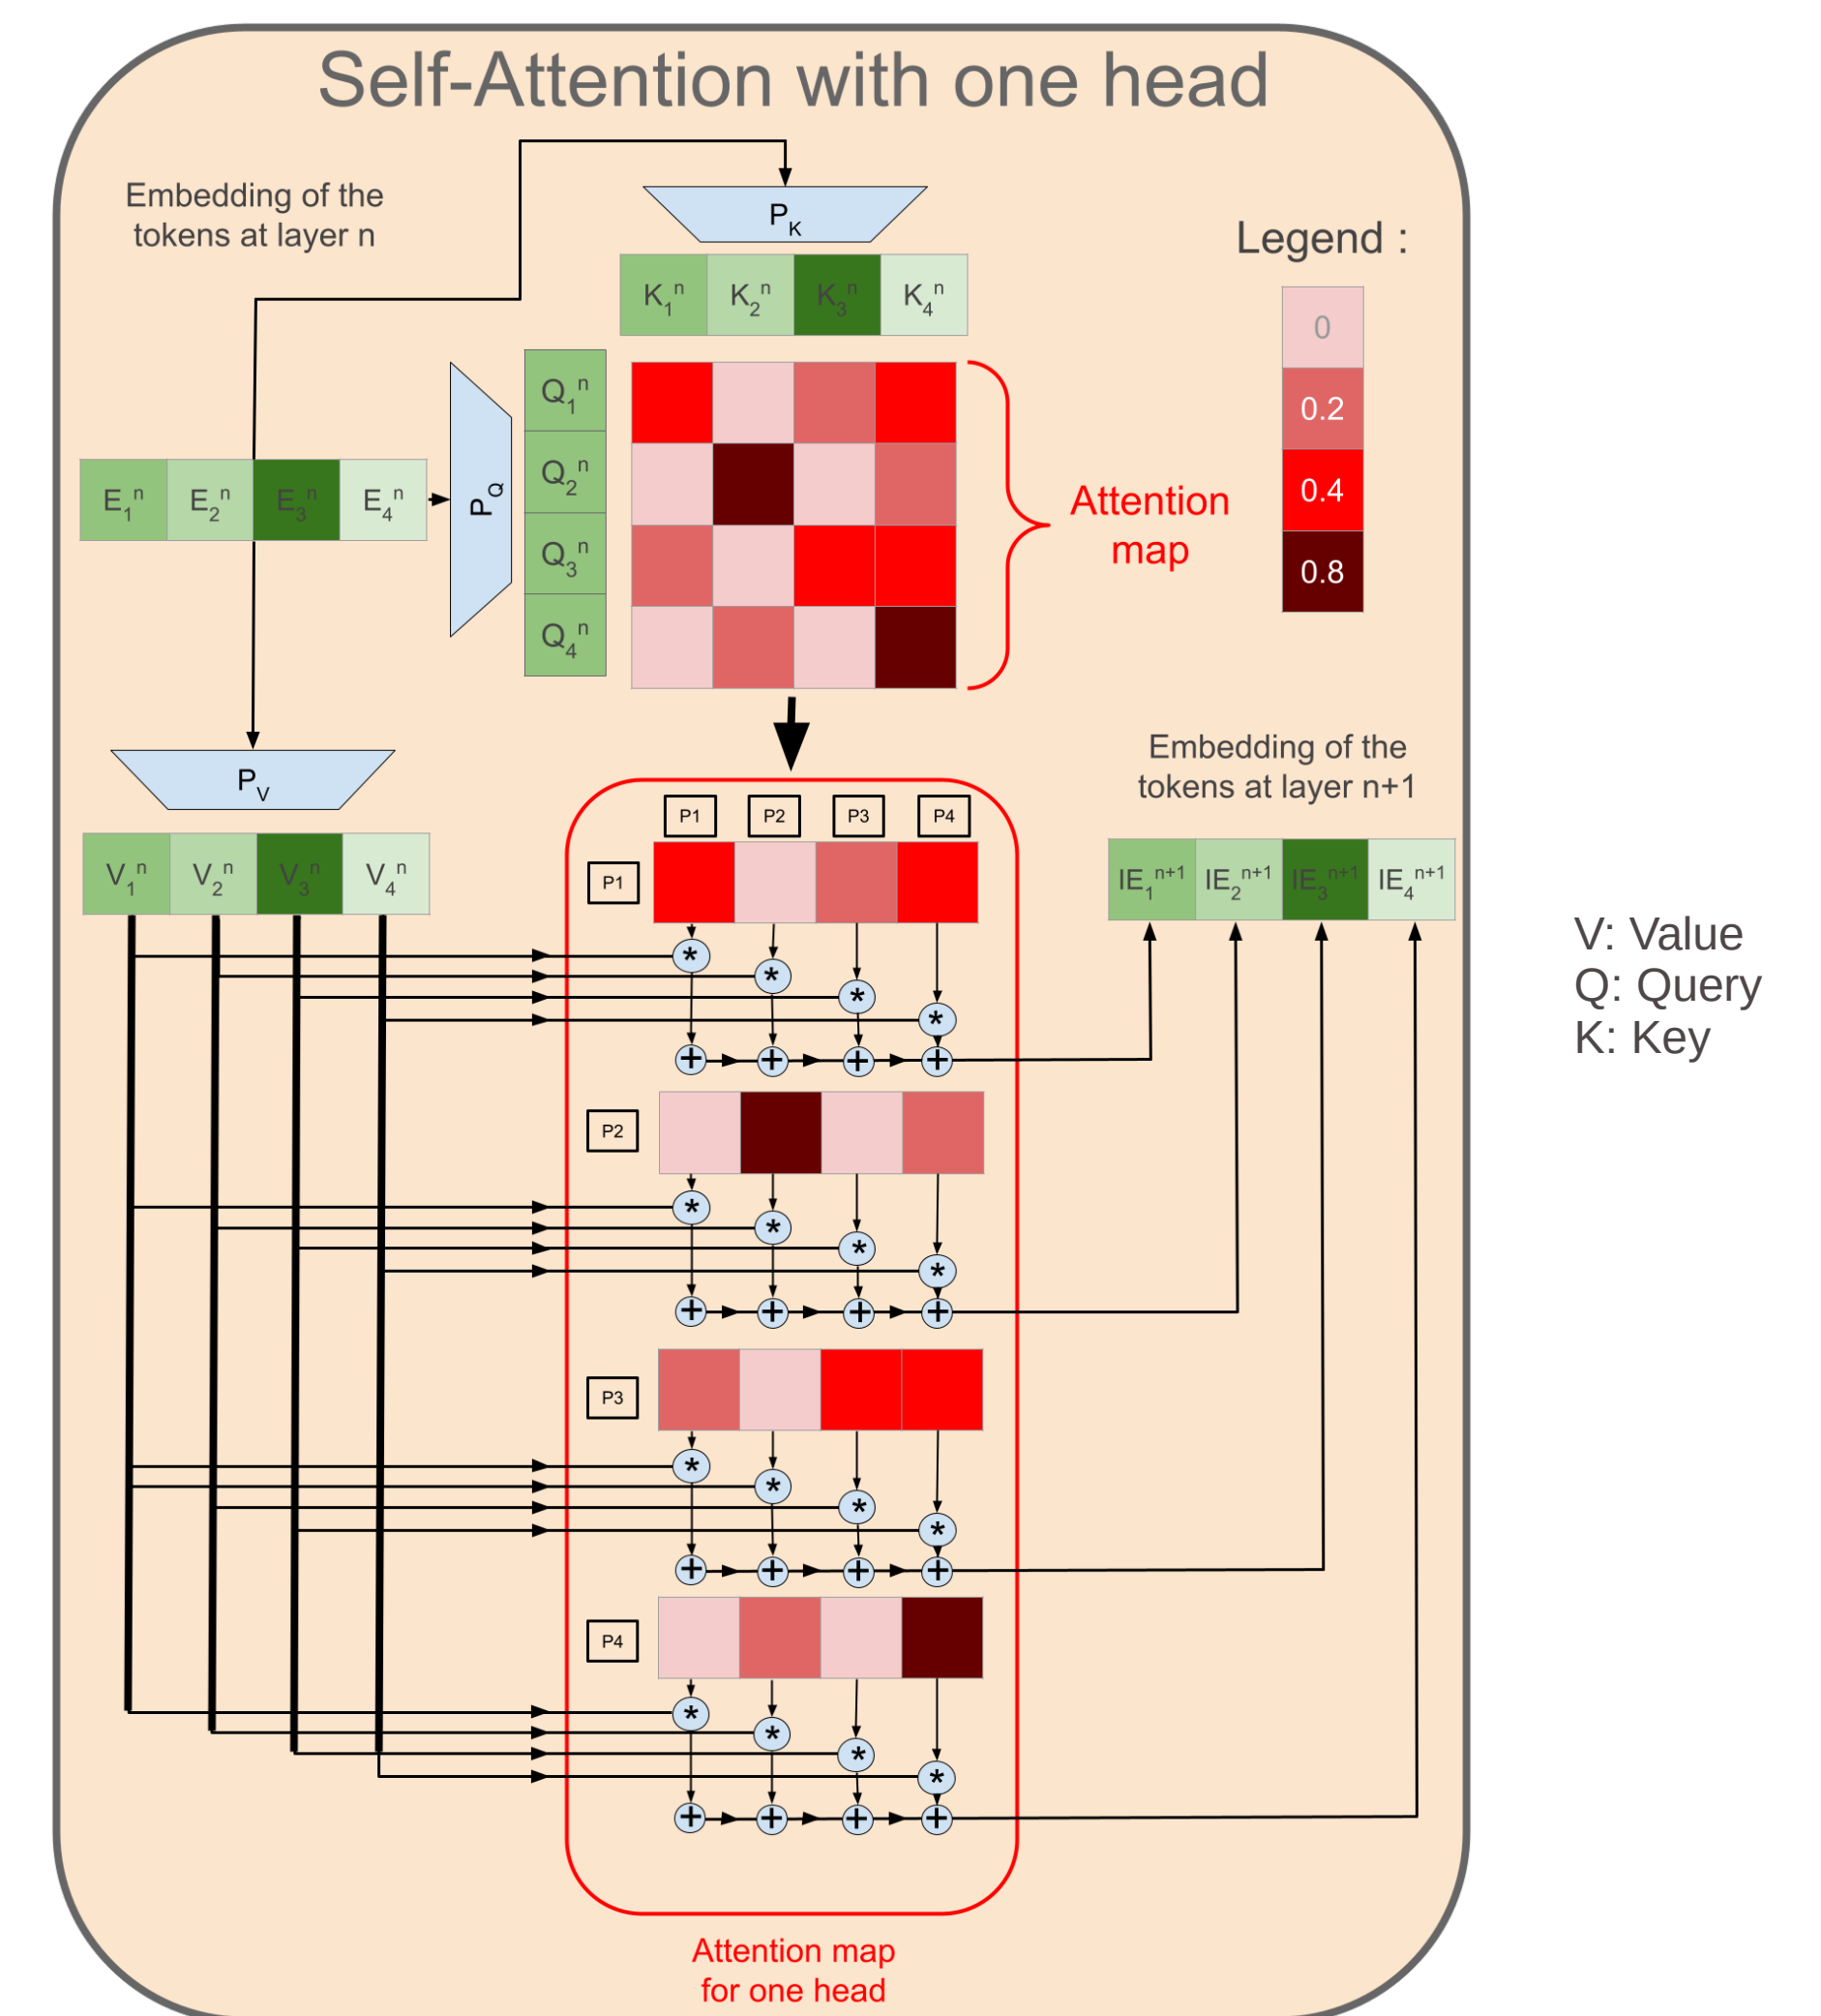 Self-Attention with one head
Embedding of the
tokens at layer n
P_K
Legend :
K_1^n K_2^n K_3^n K_4^n
0
0.2
0.4
0.8
Q_1^n
Q_2^n
Q_3^n
Q_4^n
E_1^n E_2^n E_3^n E_4^n
P_Q
Attention
map
P_V
Embedding of the
tokens at layer n+1
V_1^n V_2^n V_3^n V_4^n
P1 P2 P3 P4
P1
* * * *
+ + + +
P2
* * * *
+ + + +
P3
* * * *
+ + + +
P4
* * * *
+ + + +
IE_1^n+1 IE_2^n+1 IE_3^n+1 IE_4^n+1
V: Value
Q: Query
K: Key
Attention map
for one head